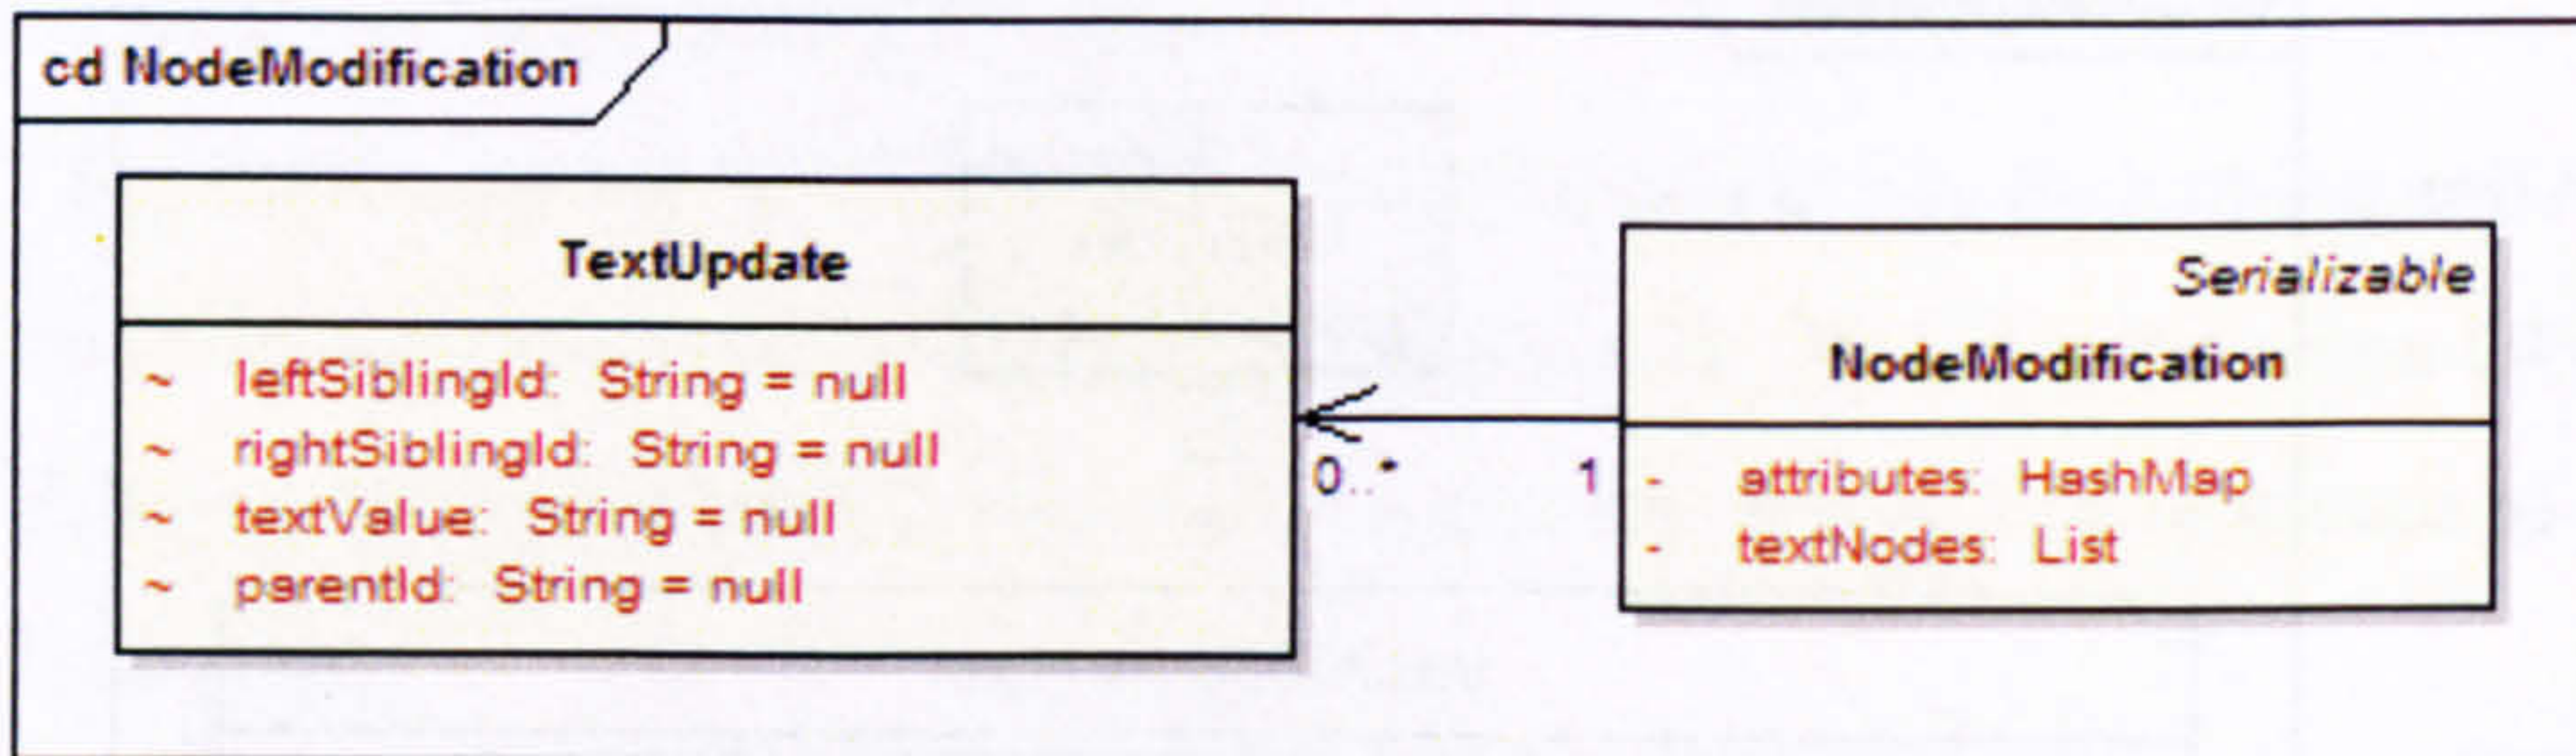 cd NodeModification
TextUpdate
~ leftSiblingId: String = null
~ rightSiblingId: String = null
~ textValue: String = null
~ parentId: String = null
0..*
1
Serializable
NodeModification
- attributes: HashMap
- textNodes: List